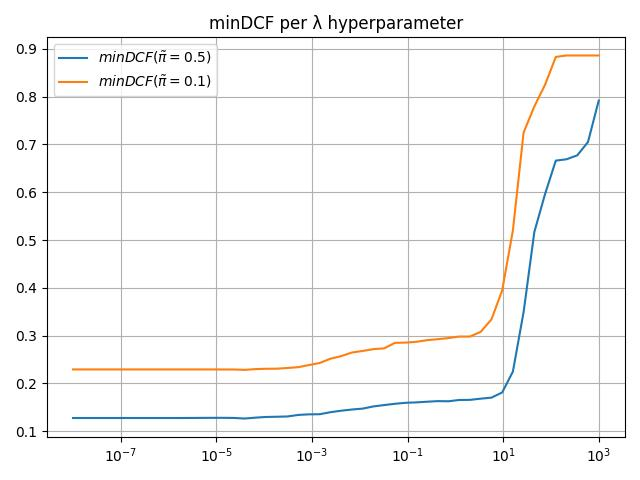 minDCF per λ hyperparameter
minDCF(π̃ = 0.5)
minDCF(π̃ = 0.1)
0.9
0.8
0.7
0.6
0.5
0.4
0.3
0.2
0.1
10⁻⁷ 10⁻⁵ 10⁻³ 10⁻¹ 10¹ 10³